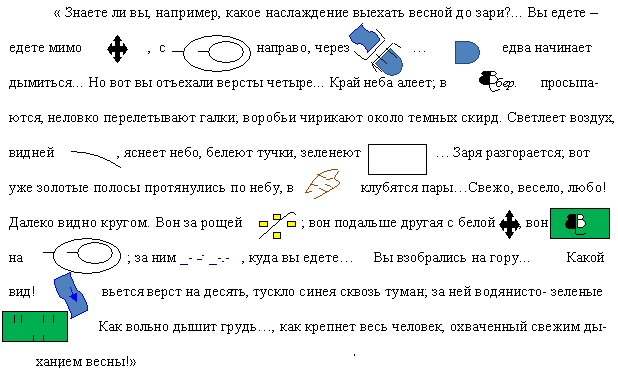 « Знаете ли вы, например, какое наслаждение выехать весной до зари?... Вы едете –
едете мимо , с направо, через ... едва начинает
дымиться... Но вот вы отъехали версты четыре... Край неба алеет; в бер. просыпа-
ются, неловко перелетывают галки; воробьи чирикают около темных скирд. Светлеет воздух,
видней , яснеет небо, белеют тучки, зеленеют ... Заря разгорается; вот
уже золотые полосы протянулись по небу, в клубятся пары...Свежо, весело, любо!
Далеко видно кругом. Вон за рощей ; вон подальше другая с белой , вон
на ; за ним , куда вы едете... Вы взобрались на гору... Какой
вид! вьется верст на десять, тускло синея сквозь туман; за ней водянисто- зеленые
Как вольно дышит грудь..., как крепнет весь человек, охваченный свежим ды-
ханием весны!»